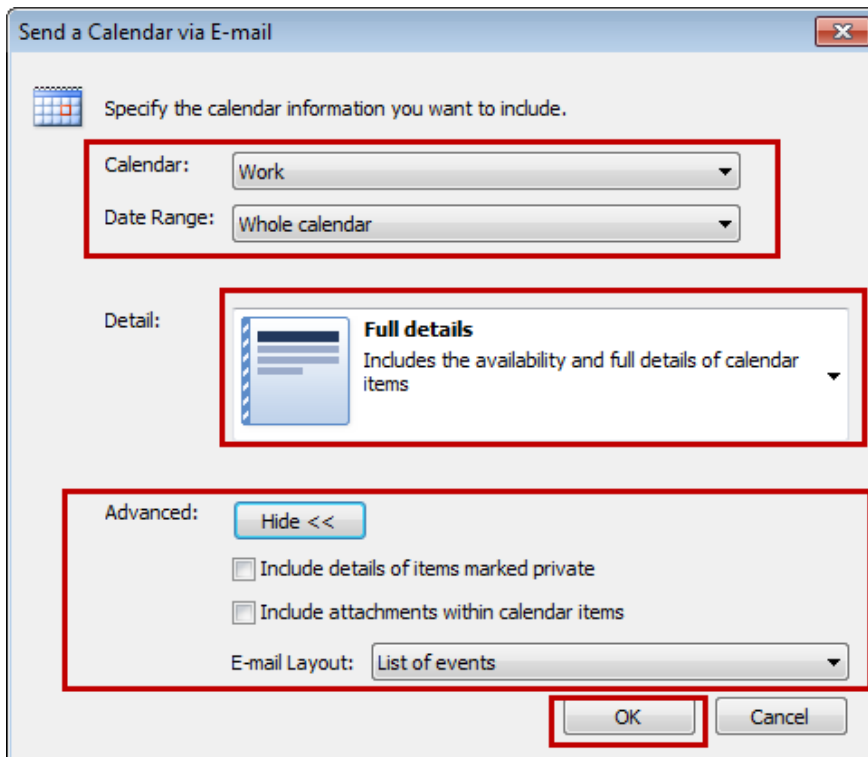 Send a Calendar via E-mail
Specify the calendar information you want to include.
Calendar: Work
Date Range: Whole calendar
Detail: Full details
Includes the availability and full details of calendar
items
Advanced: Hide <<
Include details of items marked private
Include attachments within calendar items
E-mail Layout: List of events
OK Cancel